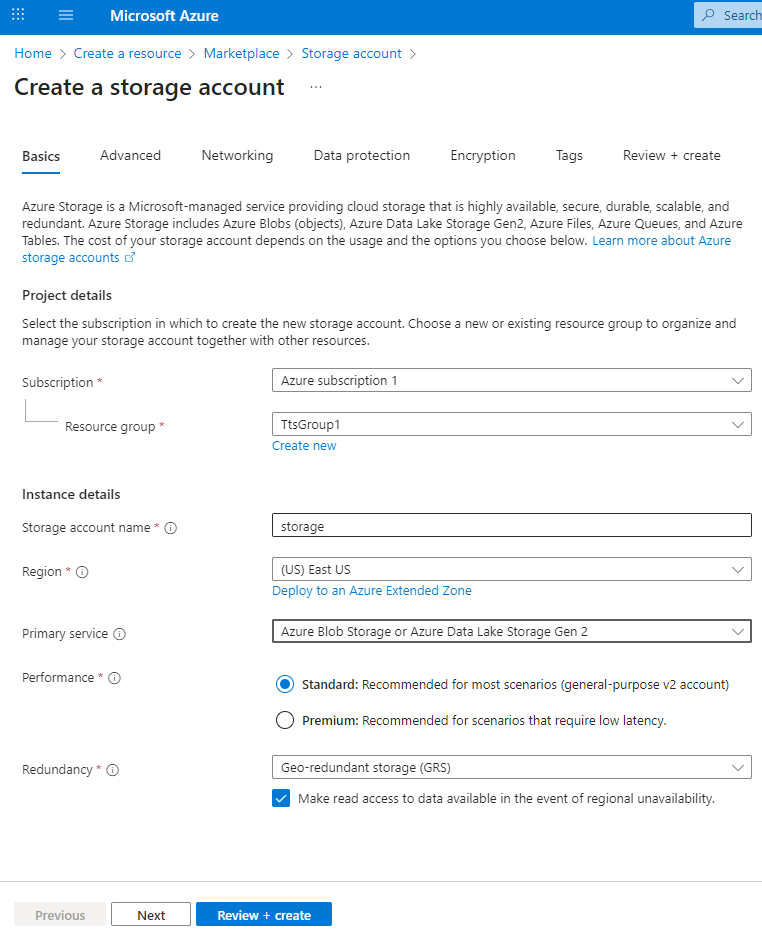 Microsoft Azure
Search
Home > Create a resource > Marketplace > Storage account >
Create a storage account ...
Basics Advanced Networking Data protection Encryption Tags Review + create
Azure Storage is a Microsoft-managed service providing cloud storage that is highly available, secure, durable, scalable, and
redundant. Azure Storage includes Azure Blobs (objects), Azure Data Lake Storage Gen2, Azure Files, Azure Queues, and Azure
Tables. The cost of your storage account depends on the usage and the options you choose below. Learn more about Azure
storage accounts
Project details
Select the subscription in which to create the new storage account. Choose a new or existing resource group to organize and
manage your storage account together with other resources.
Subscription * Azure subscription 1
Resource group * TtsGroup1
Create new
Instance details
Storage account name * storage
Region * (US) East US
Deploy to an Azure Extended Zone
Primary service Azure Blob Storage or Azure Data Lake Storage Gen 2
Performance * Standard: Recommended for most scenarios (general-purpose v2 account)
Premium: Recommended for scenarios that require low latency.
Redundancy * Geo-redundant storage (GRS)
Make read access to data available in the event of regional unavailability.
Previous Next Review + create